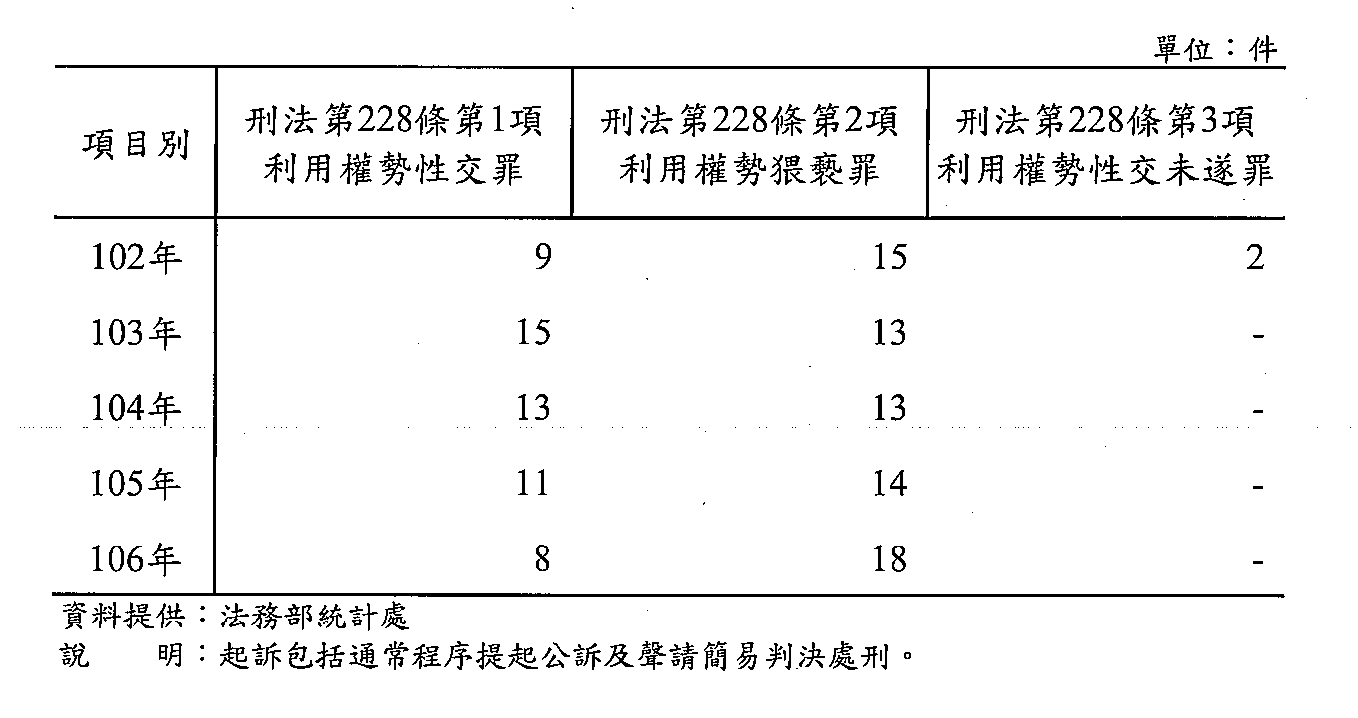 單位：件
項目別 刑法第228條第1項 利用權勢性交罪 刑法第228條第2項 利用權勢猥褻罪 刑法第228條第3項 利用權勢性交未遂罪
102年 9 15 2
103年 15 13 -
104年 13 13 -
105年 11 14 -
106年 8 18 -
資料提供：法務部統計處
說　　明：起訴包括通常程序提起公訴及聲請簡易判決處刑。